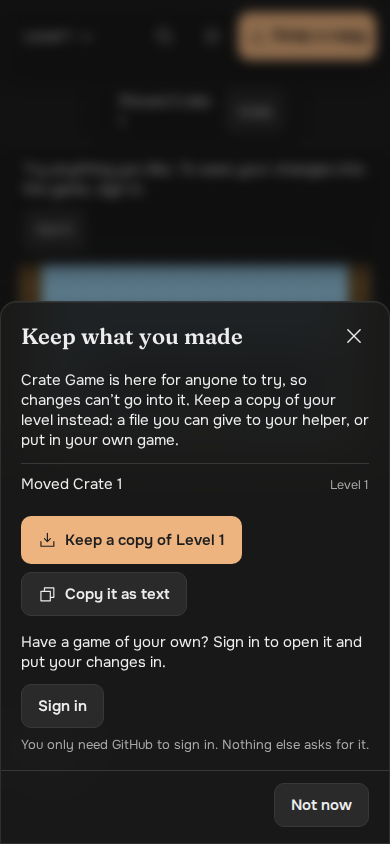 Keep what you made
Crate Game is here for anyone to try, so
changes can’t go into it. Keep a copy of your
level instead: a file you can give to your helper, or
put in your own game.
Moved Crate 1
Level 1
Keep a copy of Level 1
Copy it as text
Have a game of your own? Sign in to open it and
put your changes in.
Sign in
You only need GitHub to sign in. Nothing else asks for it.
Not now